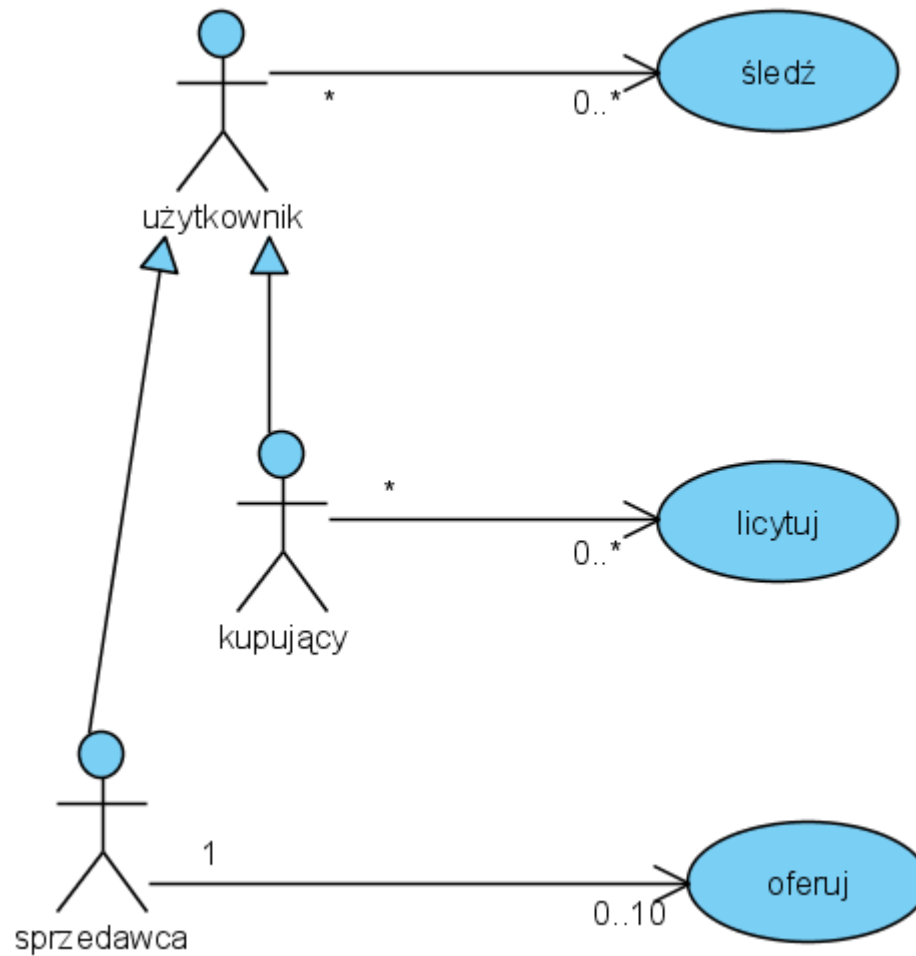 śledź
*
0..*
użytkownik
*
licytuj
0..*
kupujący
1
oferuj
0..10
sprzedawca